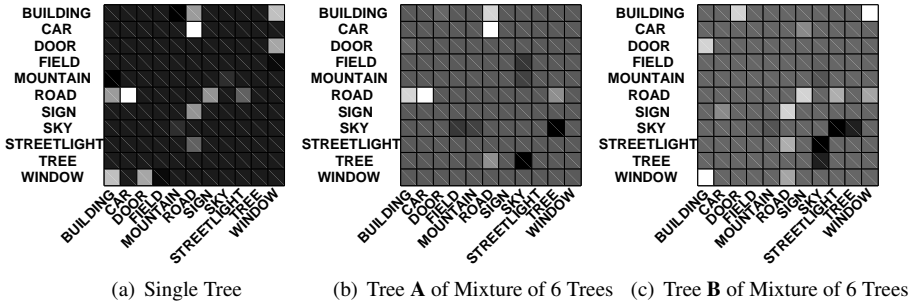 BUILDING
CAR
DOOR
FIELD
MOUNTAIN
ROAD
SIGN
SKY
STREETLIGHT
TREE
WINDOW
BUILDING
CAR
DOOR
FIELD
MOUNTAIN
ROAD
SIGN
SKY
STREETLIGHT
TREE
WINDOW
(a) Single Tree
BUILDING
CAR
DOOR
FIELD
MOUNTAIN
ROAD
SIGN
SKY
STREETLIGHT
TREE
WINDOW
BUILDING
CAR
DOOR
FIELD
MOUNTAIN
ROAD
SIGN
SKY
STREETLIGHT
TREE
WINDOW
(b) Tree A of Mixture of 6 Trees
BUILDING
CAR
DOOR
FIELD
MOUNTAIN
ROAD
SIGN
SKY
STREETLIGHT
TREE
WINDOW
BUILDING
CAR
DOOR
FIELD
MOUNTAIN
ROAD
SIGN
SKY
STREETLIGHT
TREE
WINDOW
(c) Tree B of Mixture of 6 Trees